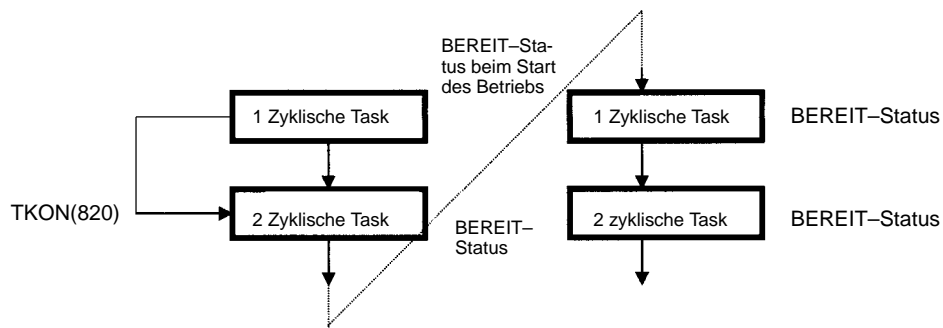 BEREIT–Sta-
tus beim Start
des Betriebs
1 Zyklische Task
1 Zyklische Task
BEREIT–Status
TKON(820)
2 Zyklische Task
BEREIT–
Status
2 zyklische Task
BEREIT–Status